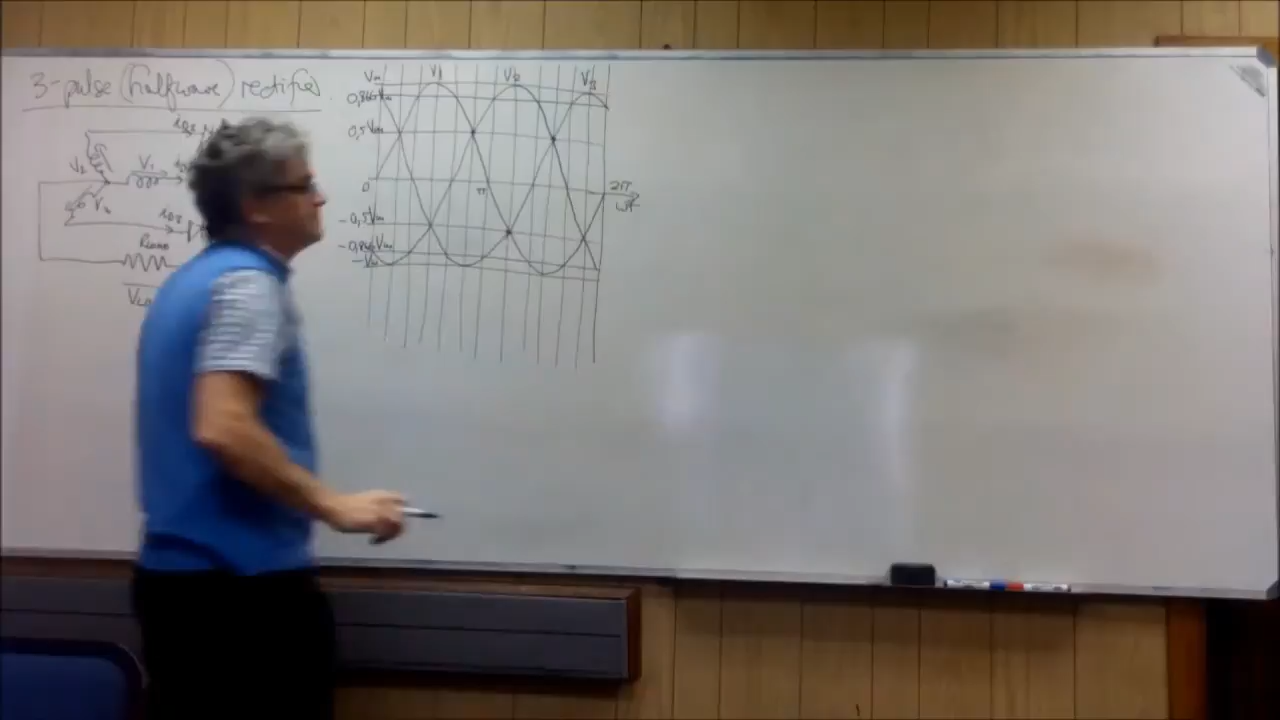 3-pulse (halfwave) rectifier
V₁
V₂
R
Vₘ
0,866Vₘ
0,5Vₘ
0
-0,5Vₘ
-0,866Vₘ
-Vₘ
V₁ V₂ V₃
π
2π
ωt